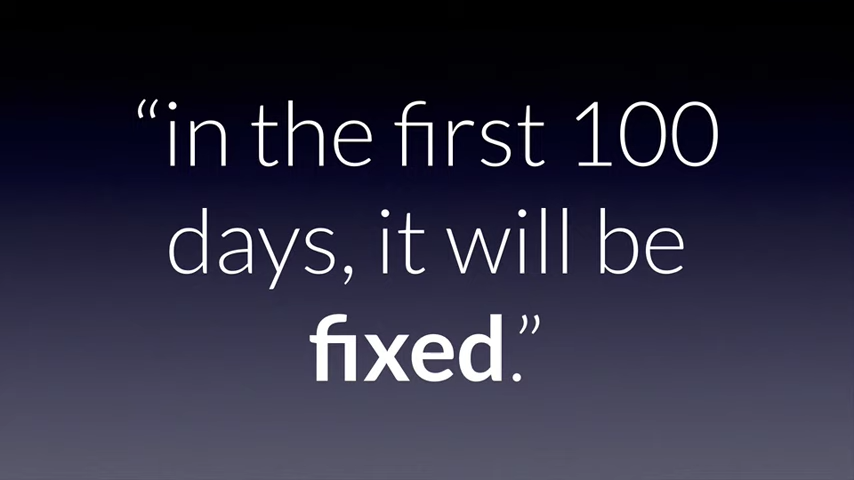 “in the first 100
days, it will be
fixed.”